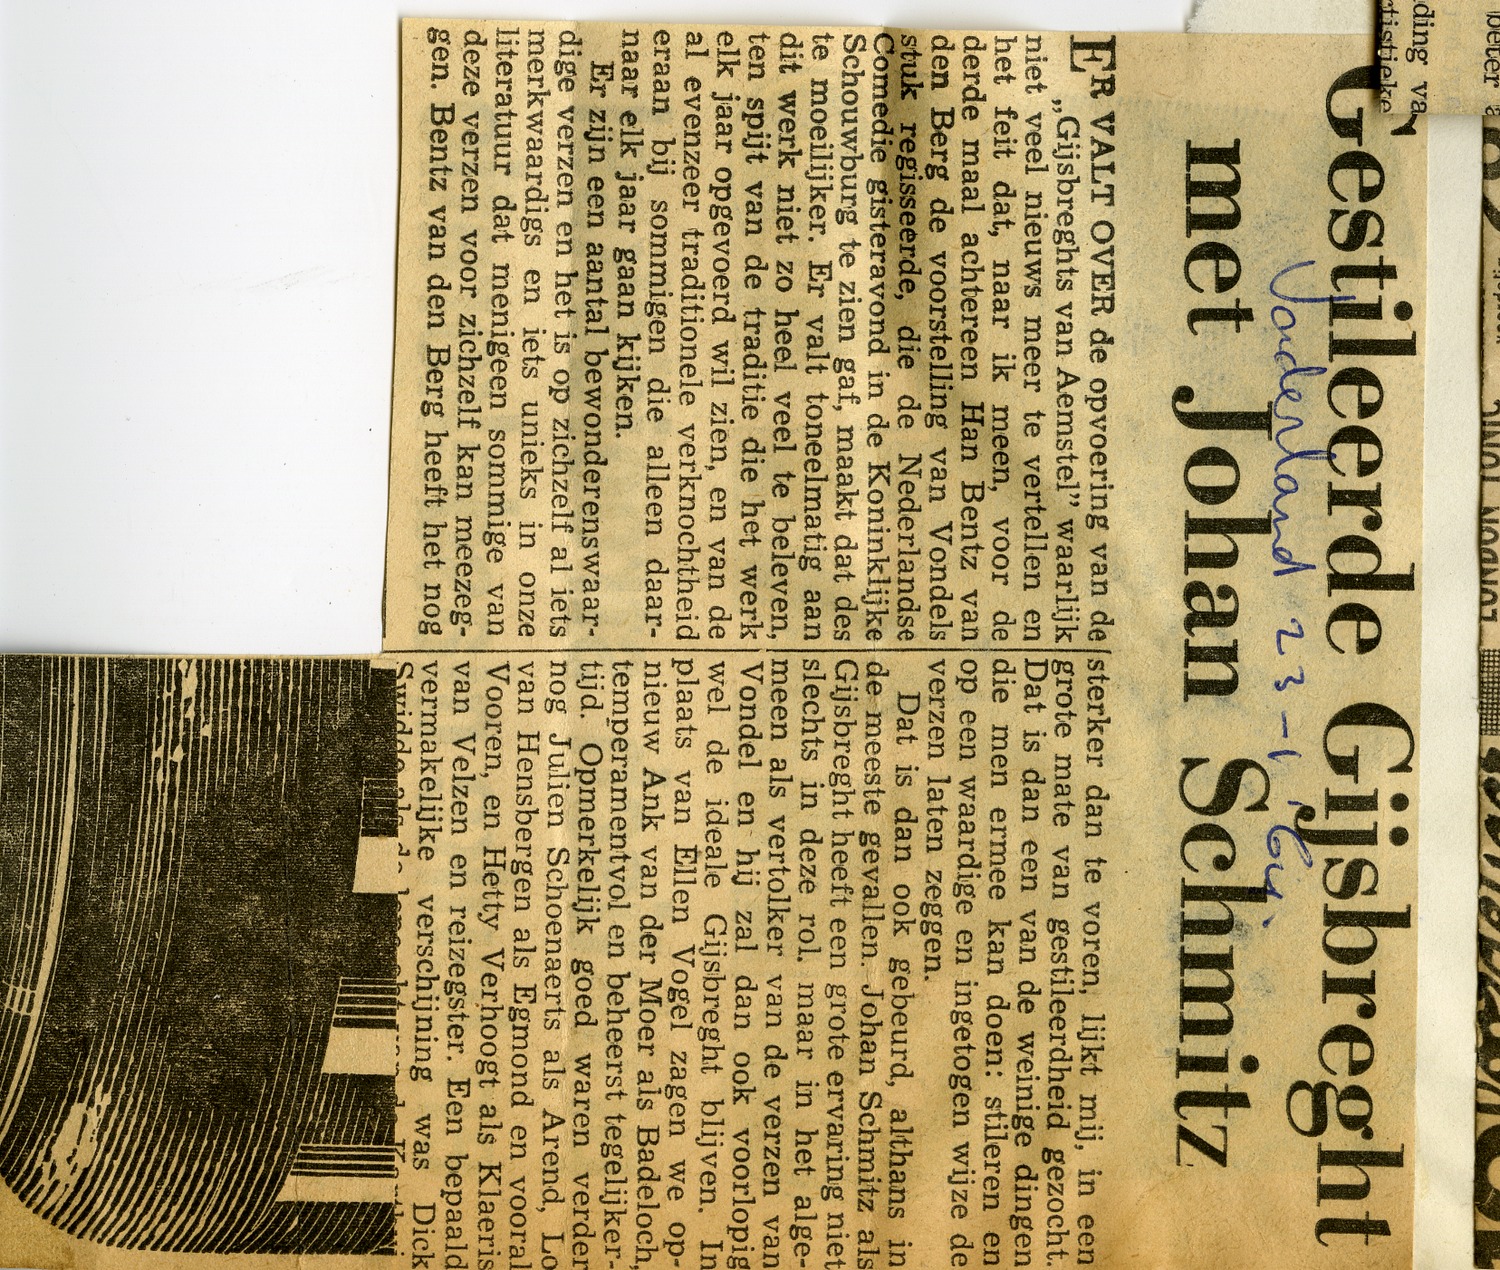 Gestileerde Gijsbreght
met Johan Schmitz
Vaderland 23-1-
ER VALT OVER de opvoering van de
„Gijsbreghts van Aemstel” waarlijk
niet veel nieuws meer te vertellen en
het feit dat, naar ik meen, voor de
derde maal achtereen Han Bentz van
den Berg de voorstelling van Vondels
stuk regisseerde, die de Nederlandse
Comedie gisteravond in de Koninklijke
Schouwburg te zien gaf, maakt dat des
te moeilijker. Er valt toneelmatig aan
dit werk niet zo heel veel te beleven,
ten spijt van de traditie die het werk
elk jaar opgevoerd wil zien, en van de
al evenzeer traditionele verknochtheid
eraan bij sommigen die alleen daar-
naar elk jaar gaan kijken.
Er zijn een aantal bewonderenswaar-
dige verzen en het is op zichzelf al iets
merkwaardigs en iets unieks in onze
literatuur dat menigeen sommige van
deze verzen voor zichzelf kan meezeg-
gen. Bentz van den Berg heeft het nog
sterker dan te voren, lijkt mij, in een
grote mate van gestileerdheid gezocht.
Dat is dan een van de weinige dingen
die men ermee kan doen: stileren en
op een waardige en ingetogen wijze de
verzen laten zeggen.
Dat is dan ook gebeurd, althans in
de meeste gevallen. Johan Schmitz als
Gijsbreght heeft een grote ervaring niet
slechts in deze rol, maar in het alge-
meen als vertolker van de verzen van
Vondel en hij zal dan ook voorlopig
wel de ideale Gijsbreght blijven. In
plaats van Ellen Vogel zagen we op-
nieuw Ank van der Moer als Badeloch,
temperamentvol en beheerst tegelijker-
tijd. Opmerkelijk goed waren verder
nog Julien Schoenaerts als Arend, Lo
van Hensbergen als Egmond en vooral
Vooren, en Hetty Verhoogt als Klaeris
van Velzen en reizegster. Een bepaald
vermakelijke verschijning was Dick
ding va
tistieke
LONDON TONIC